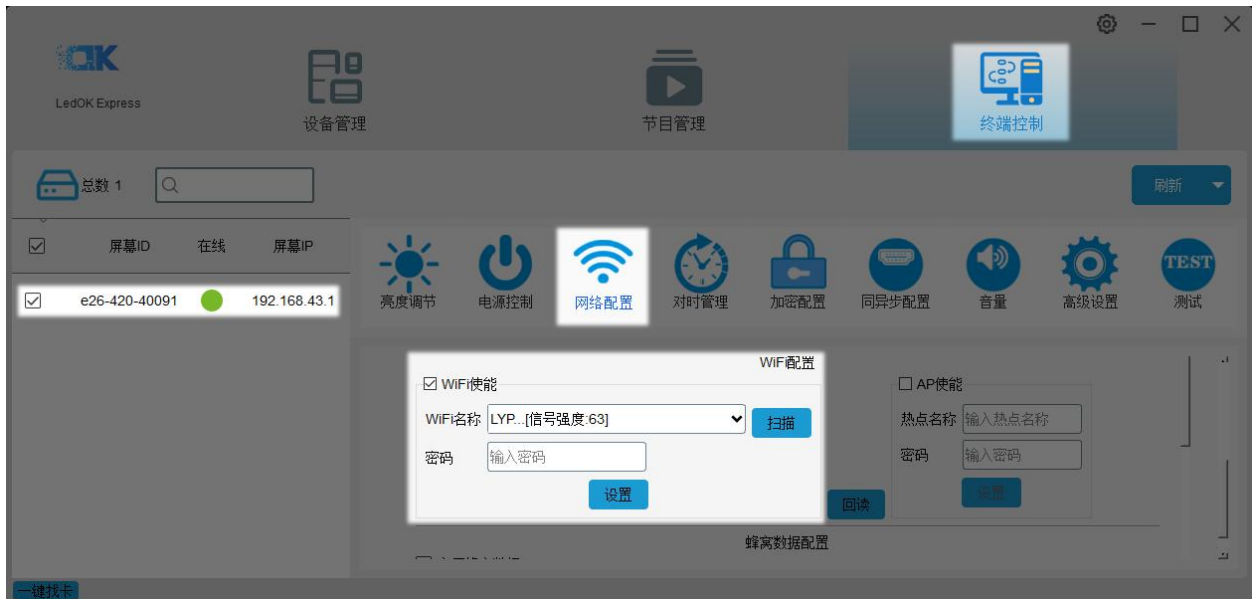 LedOK Express
设备管理
节目管理
终端控制
总数 1
刷新
屏幕ID 在线 屏幕IP
e26-420-40091 192.168.43.1
亮度调节 电源控制 网络配置 对时管理 加密配置 同异步配置 音量 高级设置 TEST 测试
WiFi配置
WiFi使能
WiFi名称 LYP...[信号强度:63] 扫描
密码 输入密码
设置
回读
AP使能
热点名称 输入热点名称
密码 输入密码
设置
蜂窝数据配置
一键找卡